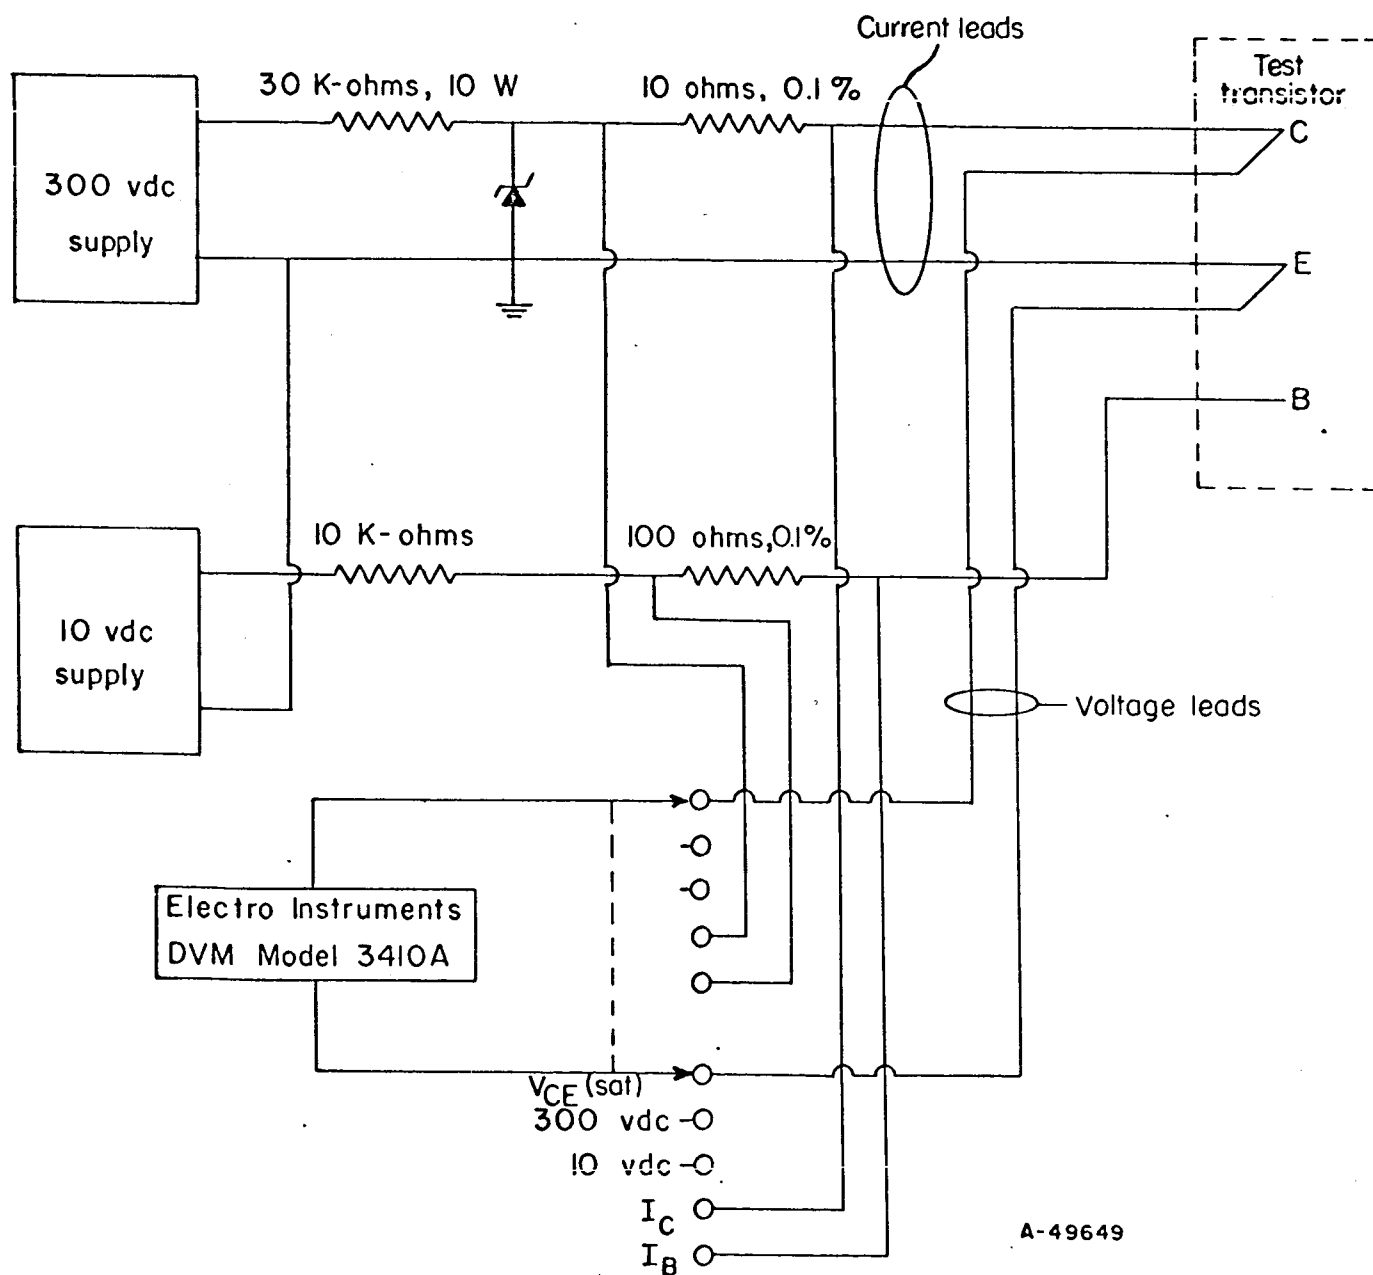 Current leads
30 K-ohms, 10 W
10 ohms, 0.1%
Test
transistor
C
300 vdc
supply
E
B
10 K-ohms
100 ohms, 0.1%
10 vdc
supply
Voltage leads
Electro Instruments
DVM Model 3410A
VCE (sat)
300 vdc
10 vdc
IC
IB
A-49649